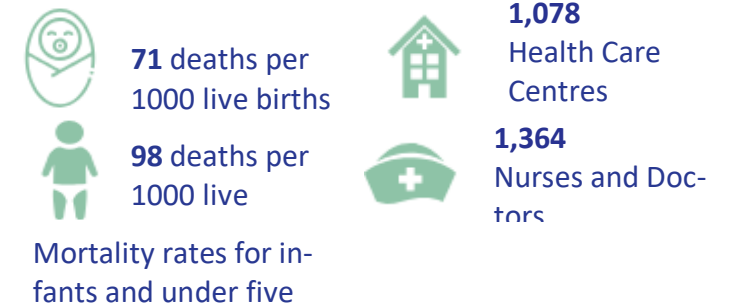 71 deaths per
1000 live births
98 deaths per
1000 live
Mortality rates for in-
fants and under five
1,078
Health Care
Centres
1,364
Nurses and Doc-
tors